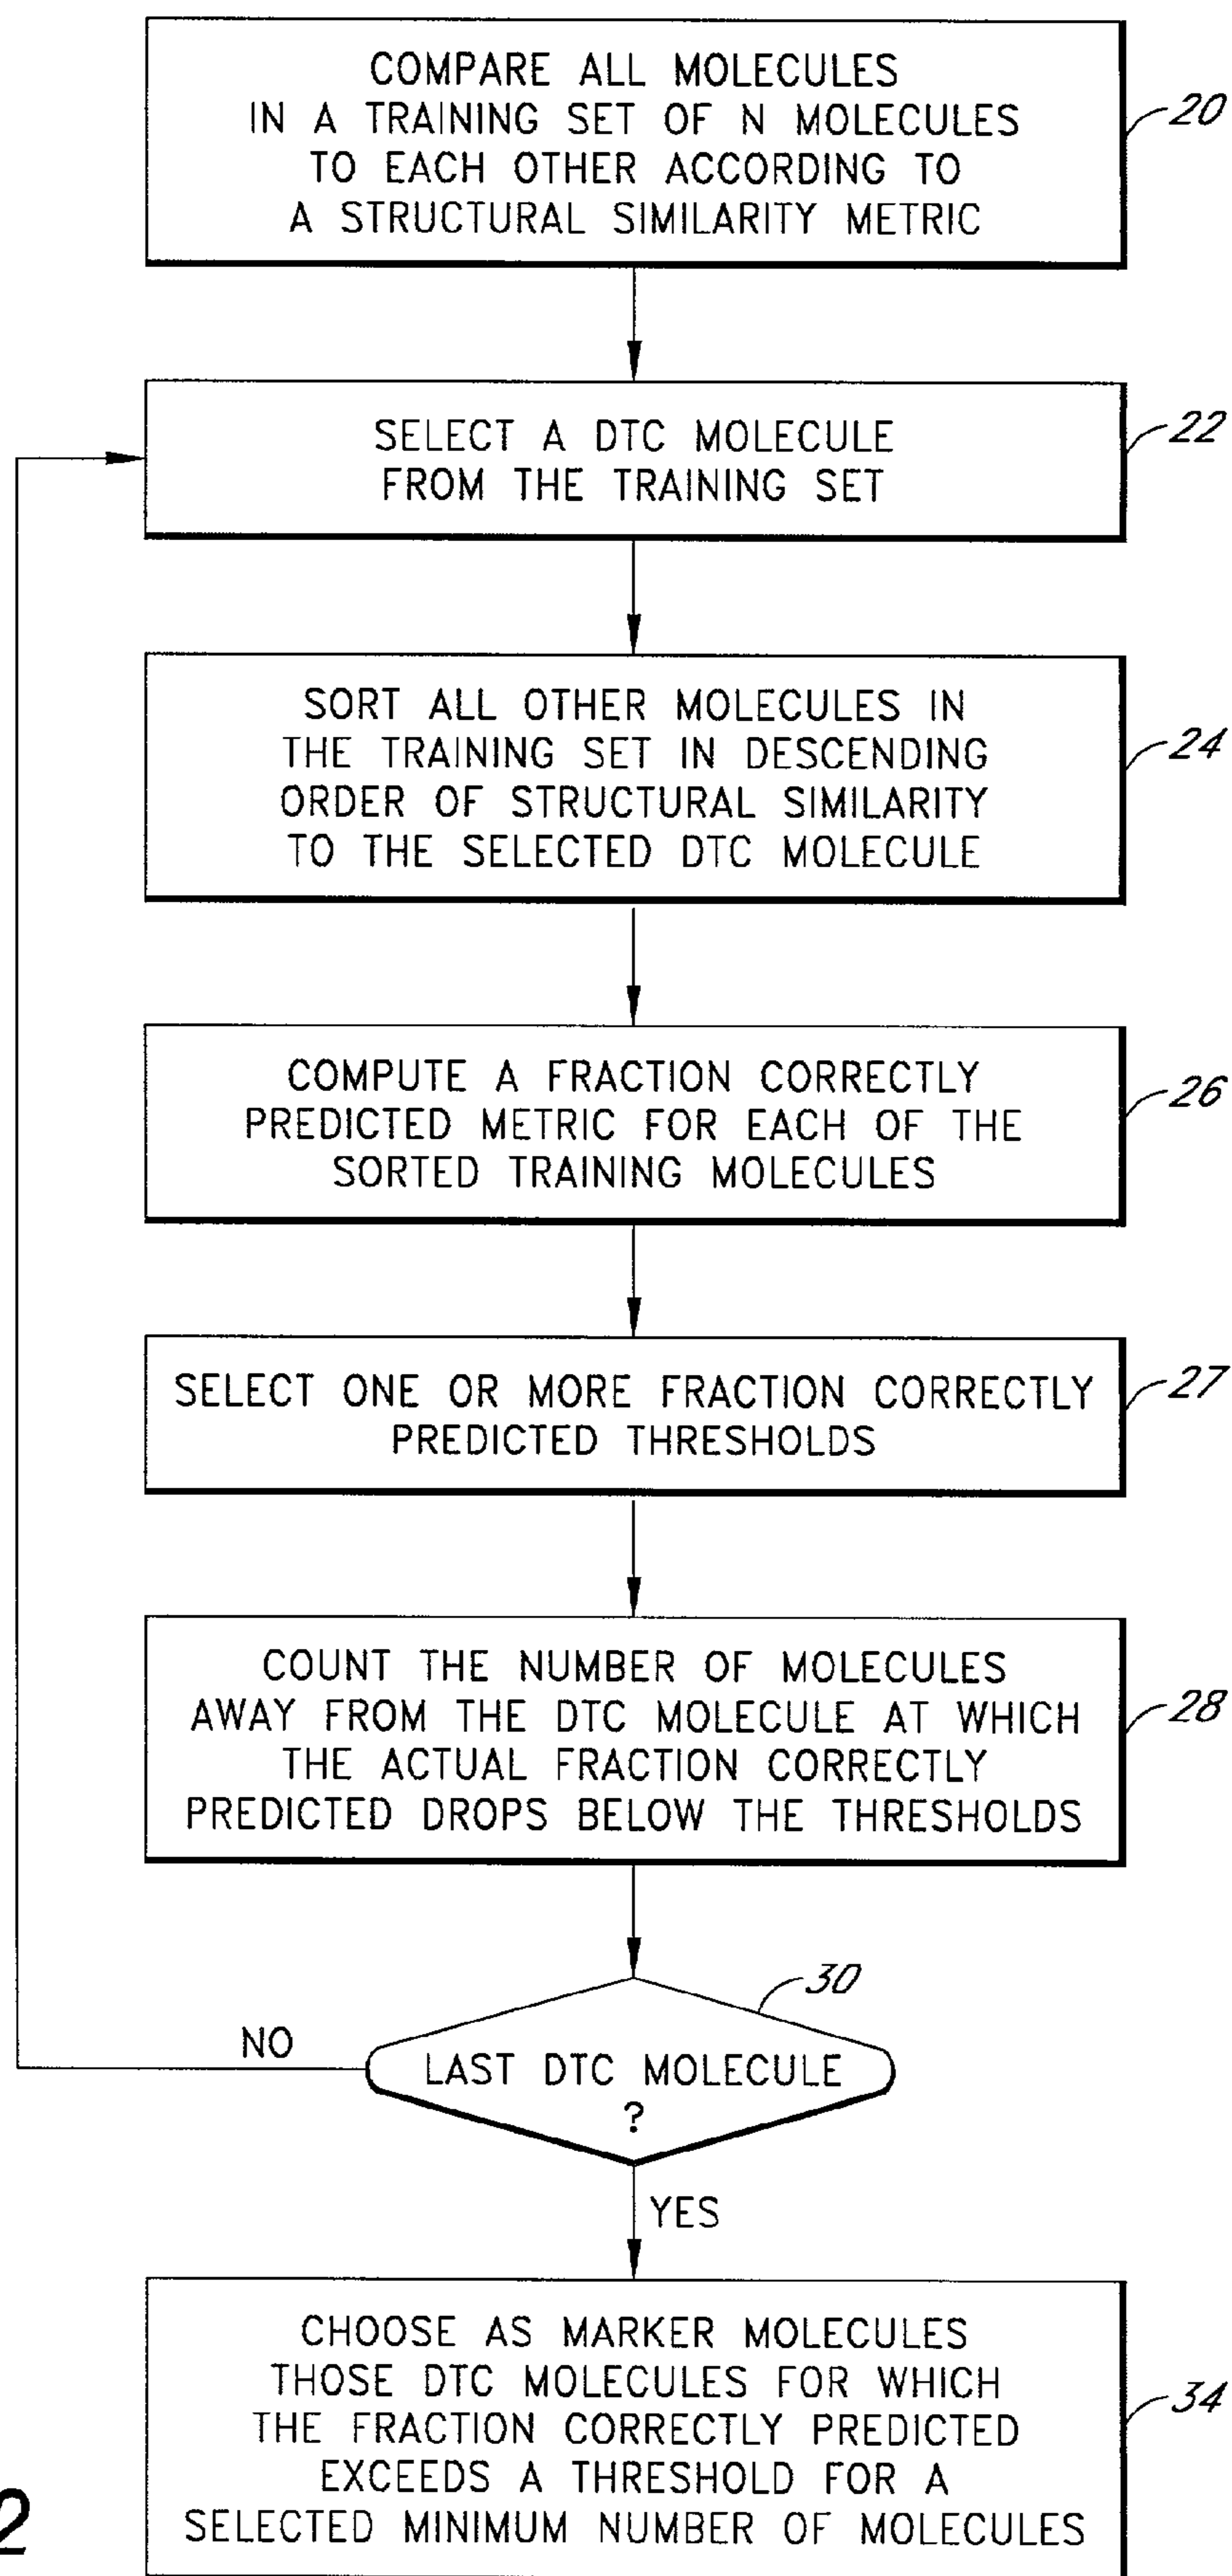 COMPARE ALL MOLECULES
IN A TRAINING SET OF N MOLECULES
TO EACH OTHER ACCORDING TO
A STRUCTURAL SIMILARITY METRIC
20
SELECT A DTC MOLECULE
FROM THE TRAINING SET
22
SORT ALL OTHER MOLECULES IN
THE TRAINING SET IN DESCENDING
ORDER OF STRUCTURAL SIMILARITY
TO THE SELECTED DTC MOLECULE
24
COMPUTE A FRACTION CORRECTLY
PREDICTED METRIC FOR EACH OF THE
SORTED TRAINING MOLECULES
26
SELECT ONE OR MORE FRACTION CORRECTLY
PREDICTED THRESHOLDS
27
COUNT THE NUMBER OF MOLECULES
AWAY FROM THE DTC MOLECULE AT WHICH
THE ACTUAL FRACTION CORRECTLY
PREDICTED DROPS BELOW THE THRESHOLDS
28
30
NO
LAST DTC MOLECULE
?
YES
CHOOSE AS MARKER MOLECULES
THOSE DTC MOLECULES FOR WHICH
THE FRACTION CORRECTLY PREDICTED
EXCEEDS A THRESHOLD FOR A
SELECTED MINIMUM NUMBER OF MOLECULES
34
2